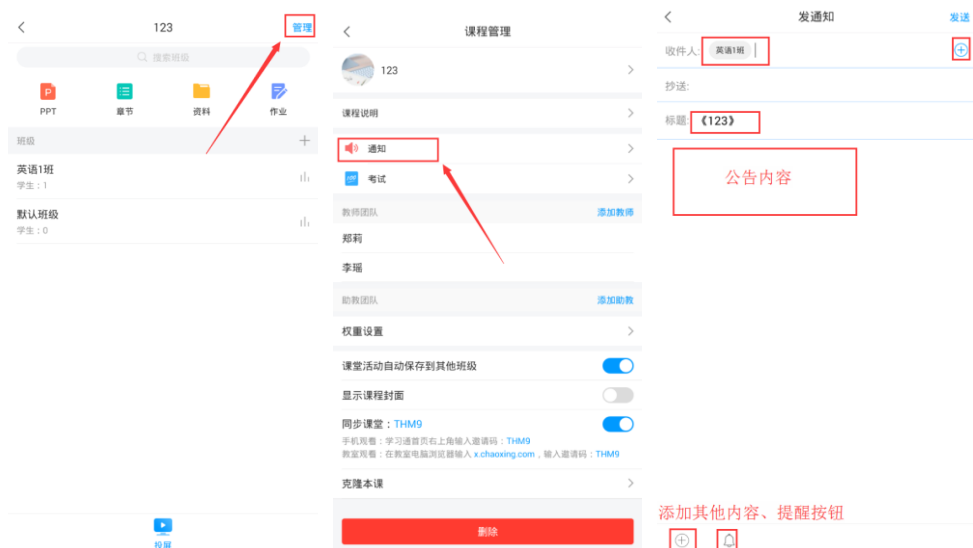 123
管理
搜索班级
PPT
章节
资料
作业
班级
英语1班
学生：1
默认班级
学生：0
投屏
课程管理
123
课程说明
通知
考试
教师团队
添加教师
郑莉
李瑶
助教团队
添加助教
权重设置
课堂活动自动保存到其他班级
显示课程封面
同步课堂：THM9
手机观看：学习通首页右上角输入邀请码：THM9
教室观看：在教室电脑浏览器输入 x.chaoxing.com，输入邀请码：THM9
克隆本课
删除
发通知
发送
收件人: 英语1班
抄送:
标题: 《123》
公告内容
添加其他内容、提醒按钮